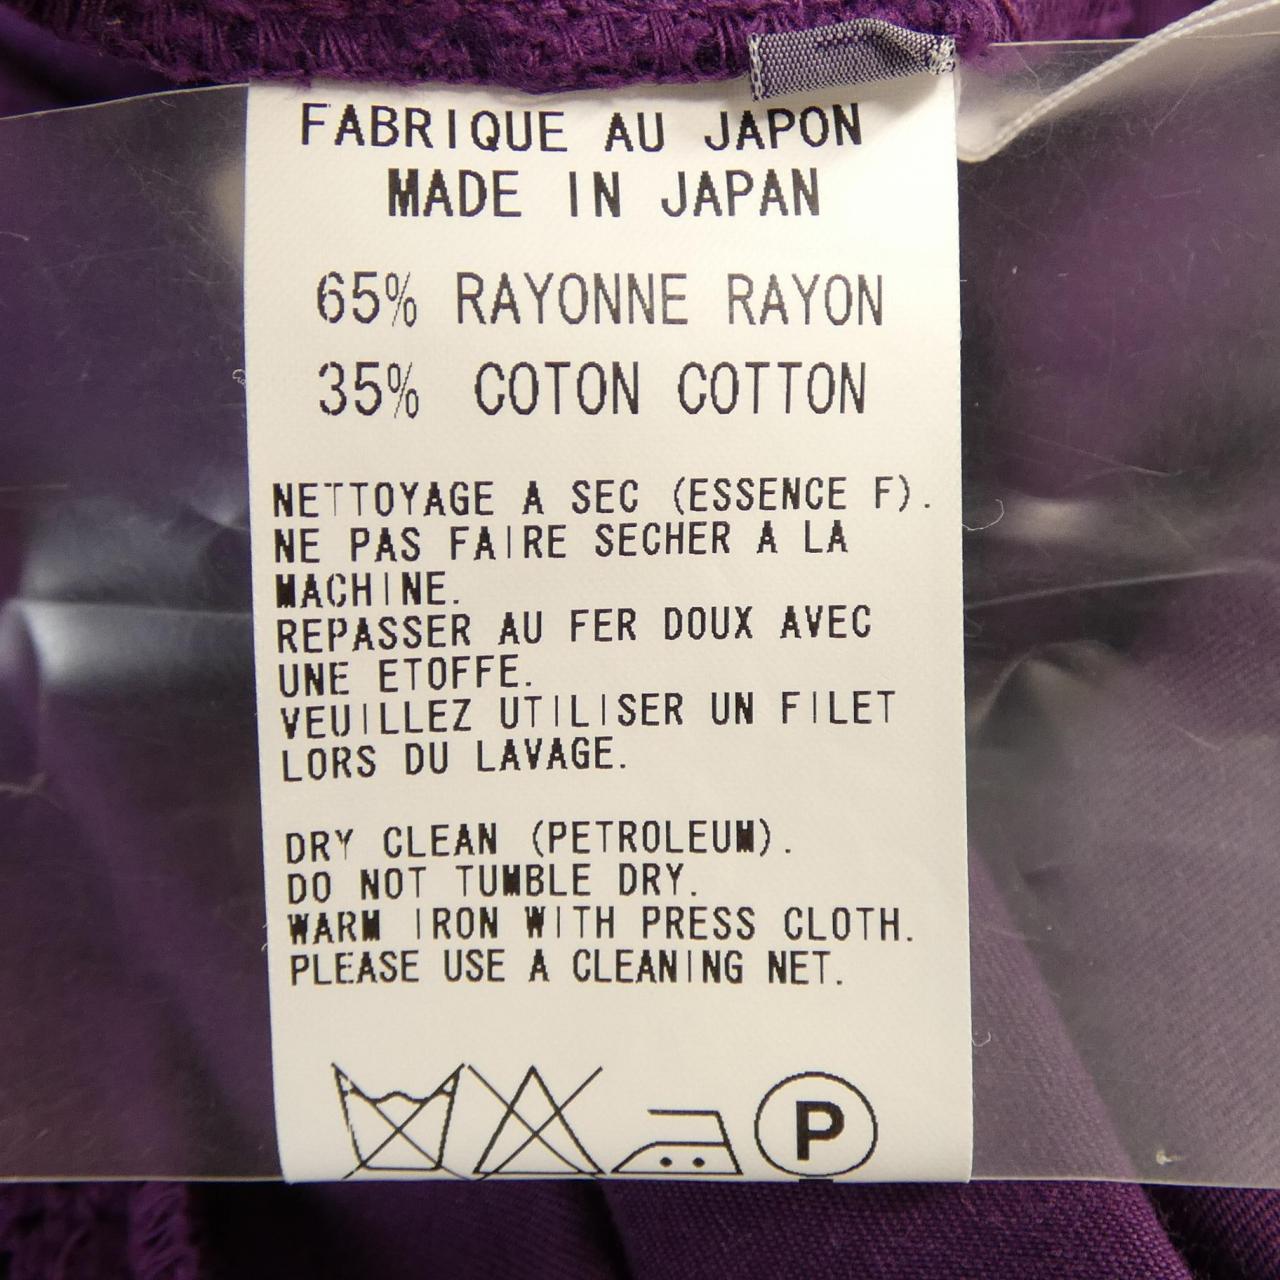 FABRIQUE AU JAPON
MADE IN JAPAN
65% RAYONNE RAYON
35% COTON COTTON
NETTOYAGE A SEC (ESSENCE F).
NE PAS FAIRE SECHER A LA
MACHINE.
REPASSER AU FER DOUX AVEC
UNE ETOFFE.
VEUILLEZ UTILISER UN FILET
LORS DU LAVAGE.
DRY CLEAN (PETROLEUM).
DO NOT TUMBLE DRY.
WARM IRON WITH PRESS CLOTH.
PLEASE USE A CLEANING NET.
P